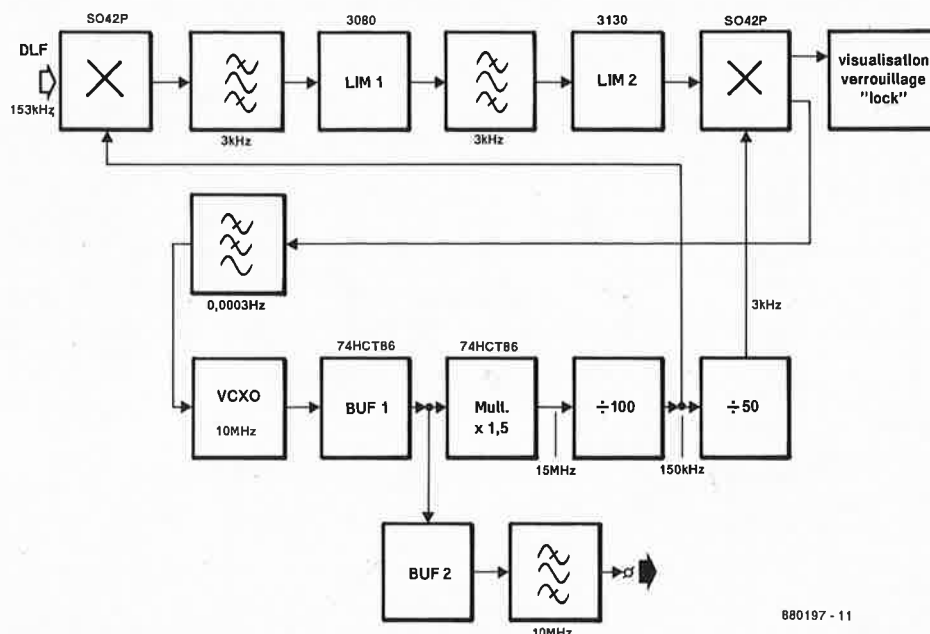 SO42P
3080
3130
SO42P
DLF
153kHz
LIM 1
LIM 2
visualisation
verrouillage
"lock"
3kHz
3kHz
0,0003Hz
3kHz
74HCT86
74HCT86
VCXO
10MHz
BUF 1
Mult.
x 1,5
÷100
÷50
15MHz
150kHz
BUF 2
10MHz
880197 - 11